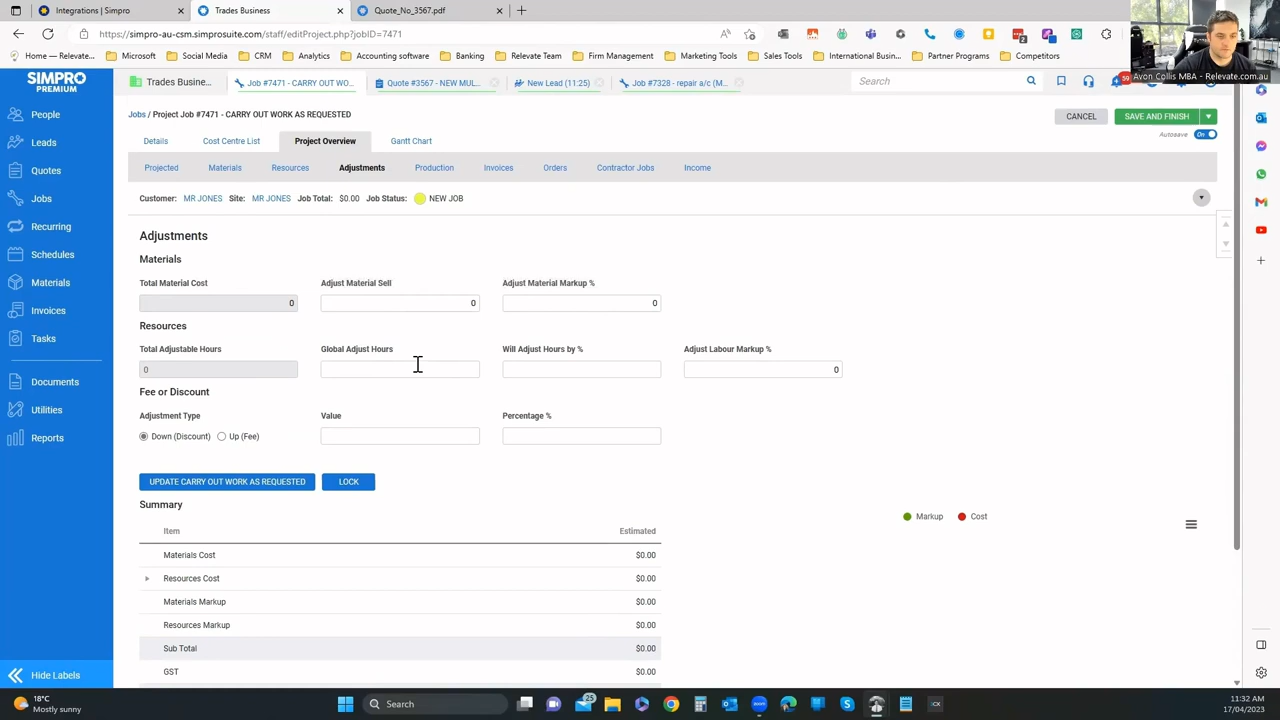 Integrations | Simpro
Trades Business
Quote_No_3567.pdf
https://simpro-au-csm.simprosuite.com/staff/editProject.php?jobID=7471
Home -- Relevate...
Microsoft
Social Media
CRM
Analytics
Accounting software
Banking
Relevate Team
Firm Management
Marketing Tools
Sales Tools
International Busin...
Partner Programs
Competitors
Avon Collis MBA - Relevate.com.au
SIMPRO
PREMIUM
Trades Busine...
Job #7471 - CARRY OUT WO...
Quote #3567 - NEW MUL...
New Lead (11:25)
Job #7328 - repair a/c (M...
Search
59
People
Leads
Quotes
Jobs
Recurring
Schedules
Materials
Invoices
Tasks
Documents
Utilities
Reports
Hide Labels
Jobs / Project Job #7471 - CARRY OUT WORK AS REQUESTED
CANCEL
SAVE AND FINISH
Autosave On
Details
Cost Centre List
Project Overview
Gantt Chart
Projected
Materials
Resources
Adjustments
Production
Invoices
Orders
Contractor Jobs
Income
Customer: MR JONES Site: MR JONES Job Total: $0.00 Job Status: NEW JOB
Adjustments
Materials
Total Material Cost
Adjust Material Sell
Adjust Material Markup %
0
0
0
Resources
Total Adjustable Hours
Global Adjust Hours
Will Adjust Hours by %
Adjust Labour Markup %
0
0
Fee or Discount
Adjustment Type
Value
Percentage %
Down (Discount)
Up (Fee)
UPDATE CARRY OUT WORK AS REQUESTED
LOCK
Summary
Markup
Cost
Item Estimated
Materials Cost $0.00
Resources Cost $0.00
Materials Markup $0.00
Resources Markup $0.00
Sub Total $0.00
GST $0.00
18°C
Mostly sunny
Search
25
11:32 AM
17/04/2023